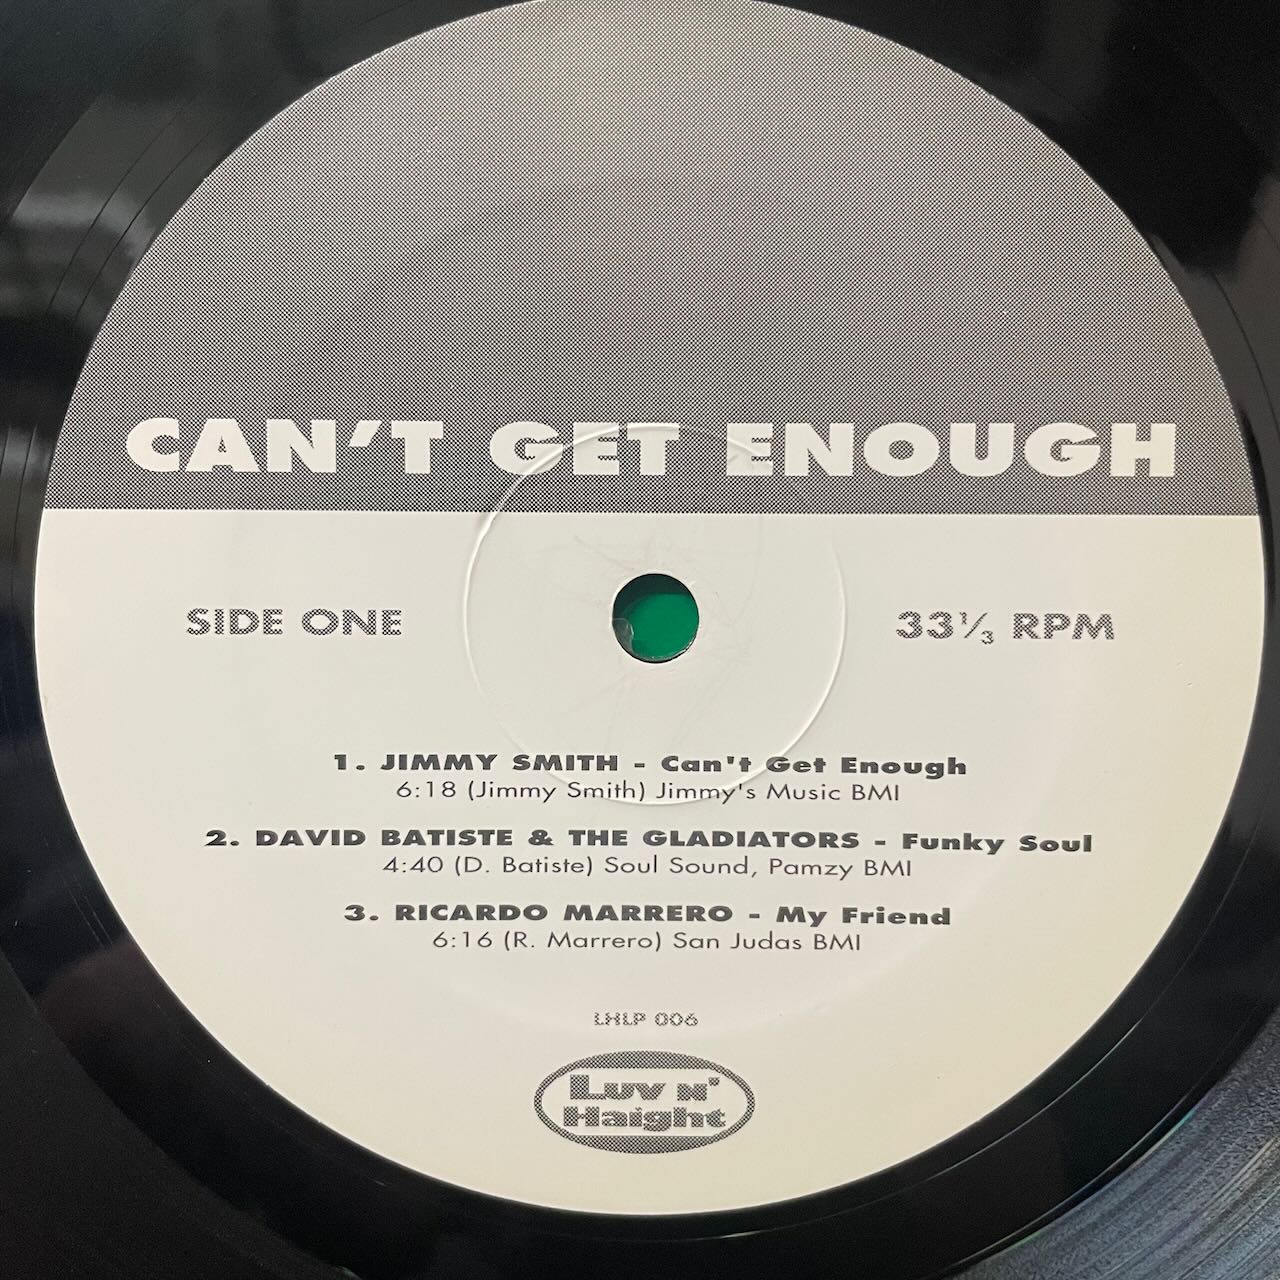 CAN'T GET ENOUGH
SIDE ONE
33⅓ RPM
1. JIMMY SMITH - Can't Get Enough
6:18 (Jimmy Smith) Jimmy's Music BMI
2. DAVID BATISTE & THE GLADIATORS - Funky Soul
4:40 (D. Batiste) Soul Sound, Pamzy BMI
3. RICARDO MARRERO - My Friend
6:16 (R. Marrero) San Judas BMI
LHLP 006
LUV N'
Haight